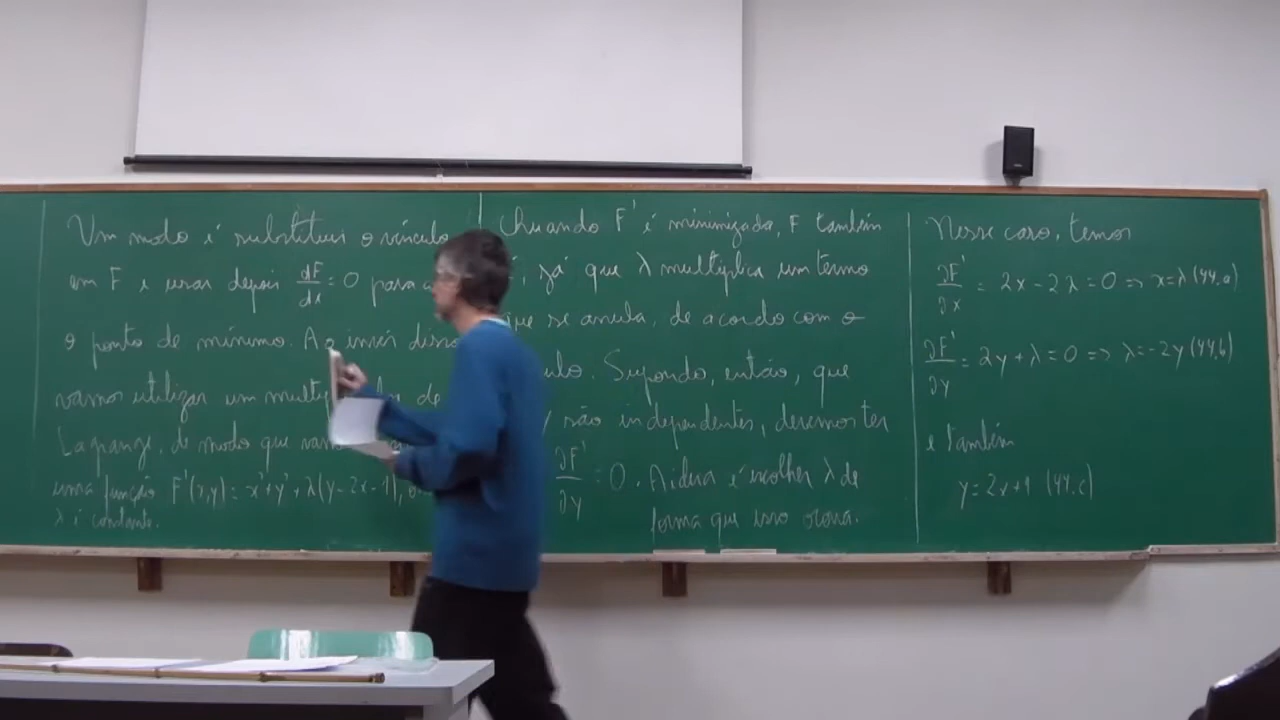 Um modo é substituir o vínculo
em F e usar depois dF/dx = 0 para
o ponto de mínimo. Ao invés disso
vamos utilizar um de
Lagrange, de modo que
uma função F'(x,y) = x²+y²+λ(y-2x-1),
λ é constante.
Quando F' é minimizada, F também
já que λ multiplica um termo
que se anula, de acordo com o
Supondo, então, que
y são independentes, devemos ter
∂F'/∂y = 0. A ideia é escolher λ de
forma que isso ocorra.
Nesse caso, temos
∂F'/∂x = 2x-2λ=0 => x=λ (44.a)
∂F'/∂y = 2y+λ=0 => λ=-2y (44.b)
e também
y=2x+1 (44.c)